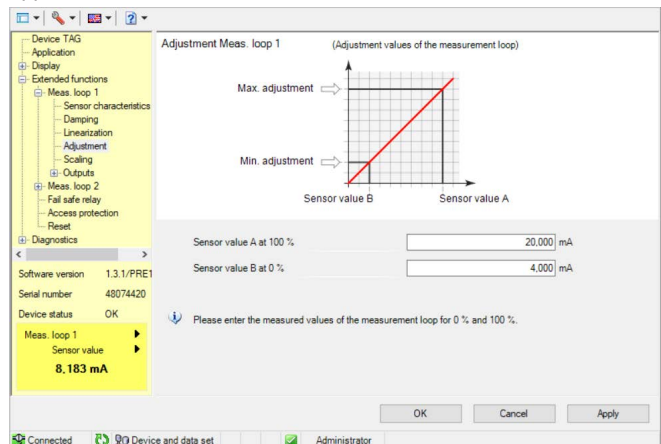 Device TAG
Application
Display
Extended functions
Meas. loop 1
Sensor characteristics
Damping
Linearization
Adjustment
Scaling
Outputs
Meas. loop 2
Fail safe relay
Access protection
Reset
Diagnostics
Software version 1.3.1/PRE1
Serial number 48074420
Device status OK
Meas. loop 1
Sensor value
8,183 mA
Adjustment Meas. loop 1 (Adjustment values of the measurement loop)
Max. adjustment
Min. adjustment
Sensor value B Sensor value A
Sensor value A at 100 % 20,000 mA
Sensor value B at 0 % 4,000 mA
Please enter the measured values of the measurement loop for 0 % and 100 %.
OK Cancel Apply
Connected Device and data set Administrator